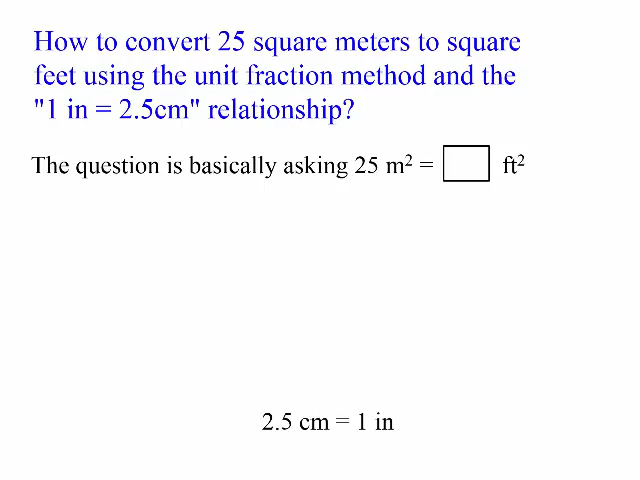 How to convert 25 square meters to square
feet using the unit fraction method and the
"1 in = 2.5cm" relationship?
The question is basically asking 25 m² = ft²
2.5 cm = 1 in